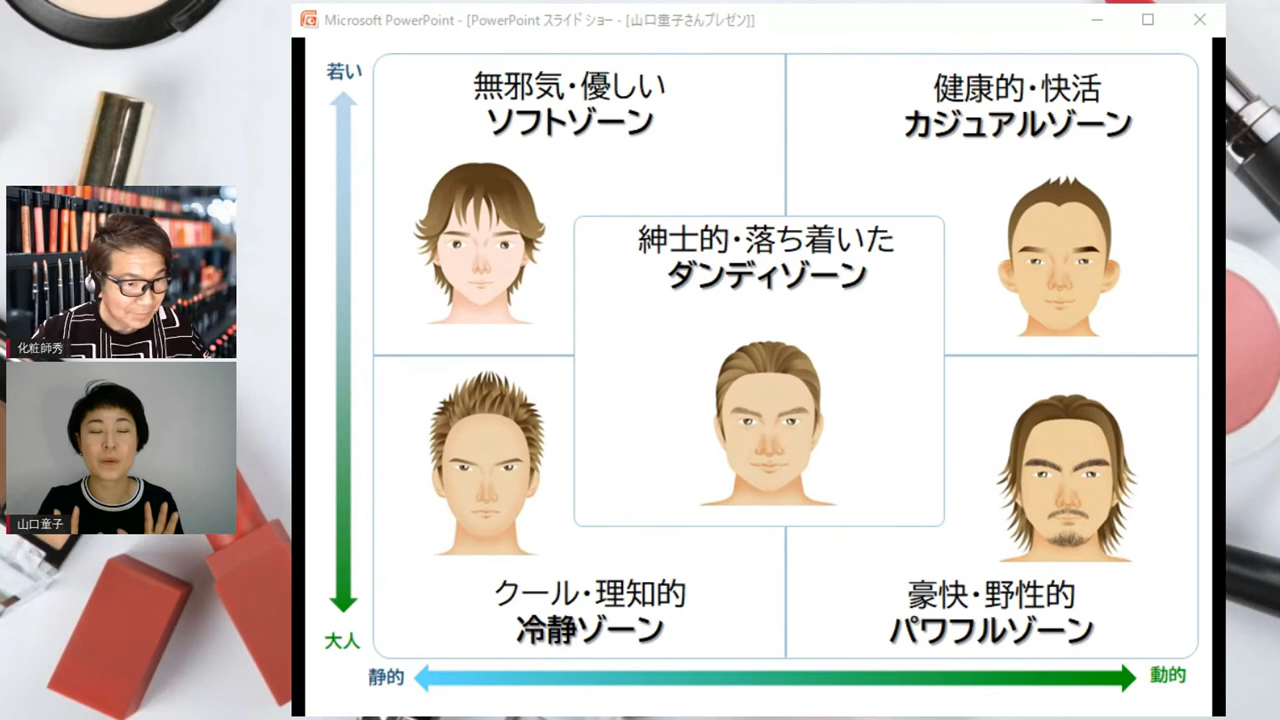 Microsoft PowerPoint - [PowerPoint スライド ショー - [山口童子さんプレゼン]]
若い
無邪気・優しい
ソフトゾーン
健康的・快活
カジュアルゾーン
紳士的・落ち着いた
ダンディゾーン
化粧師秀
山口童子
クール・理知的
冷静ゾーン
豪快・野性的
パワフルゾーン
大人
静的
動的